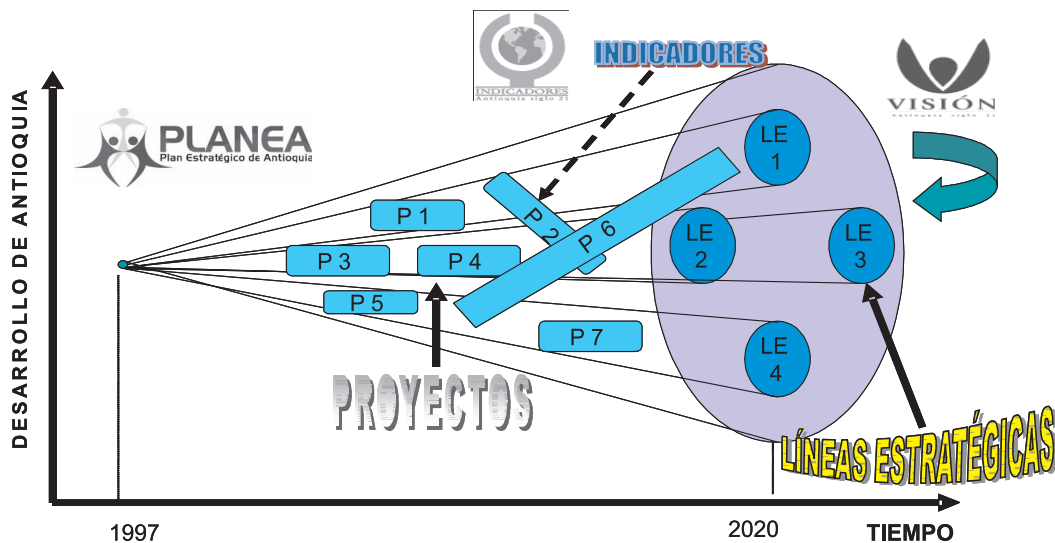 INDICADORES
Antioquia siglo 21
INDICADORES
VISIÓN
Antioquia siglo 21
PLANEA
Plan Estratégico de Antioquia
DESARROLLO DE ANTIOQUIA
LE
1
P 1
P 2
P 6
LE
2
LE
3
P 3
P 4
P 5
P 7
LE
4
PROYECTOS
LÍNEAS ESTRATÉGICAS
1997
2020
TIEMPO